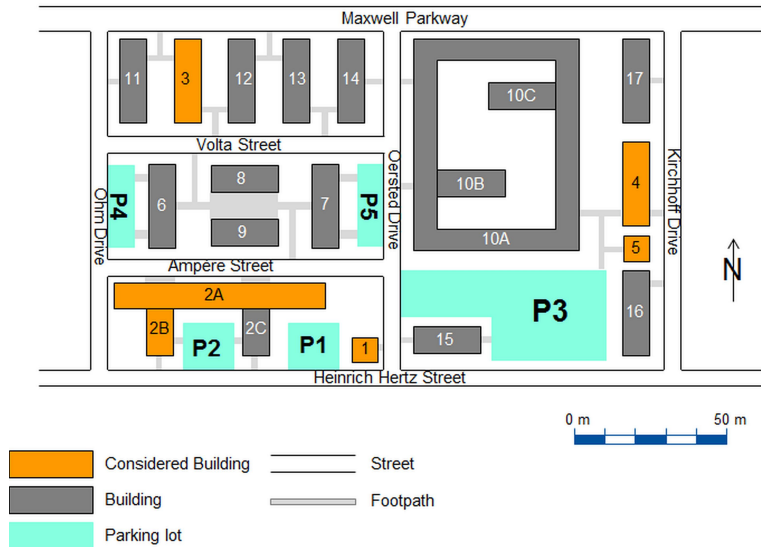 Maxwell Parkway
11
3
12
13
14
10C
17
Volta Street
Ohm Drive
P4
6
8
9
7
P5
Oersted Drive
10B
10A
4
5
Kirchhoff Drive
N
Ampère Street
2A
2B
P2
2C
P1
1
15
P3
16
Heinrich Hertz Street
0 m
50 m
Considered Building
Street
Building
Footpath
Parking lot